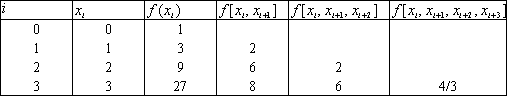 i x_i f(x_i) f[x_i, x_{i+1}] f[x_i, x_{i+1}, x_{i+2}] f[x_i, x_{i+1}, x_{i+2}, x_{i+3}]
0 0 1
1 1 3 2
2 2 9 6 2
3 3 27 8 6 4/3